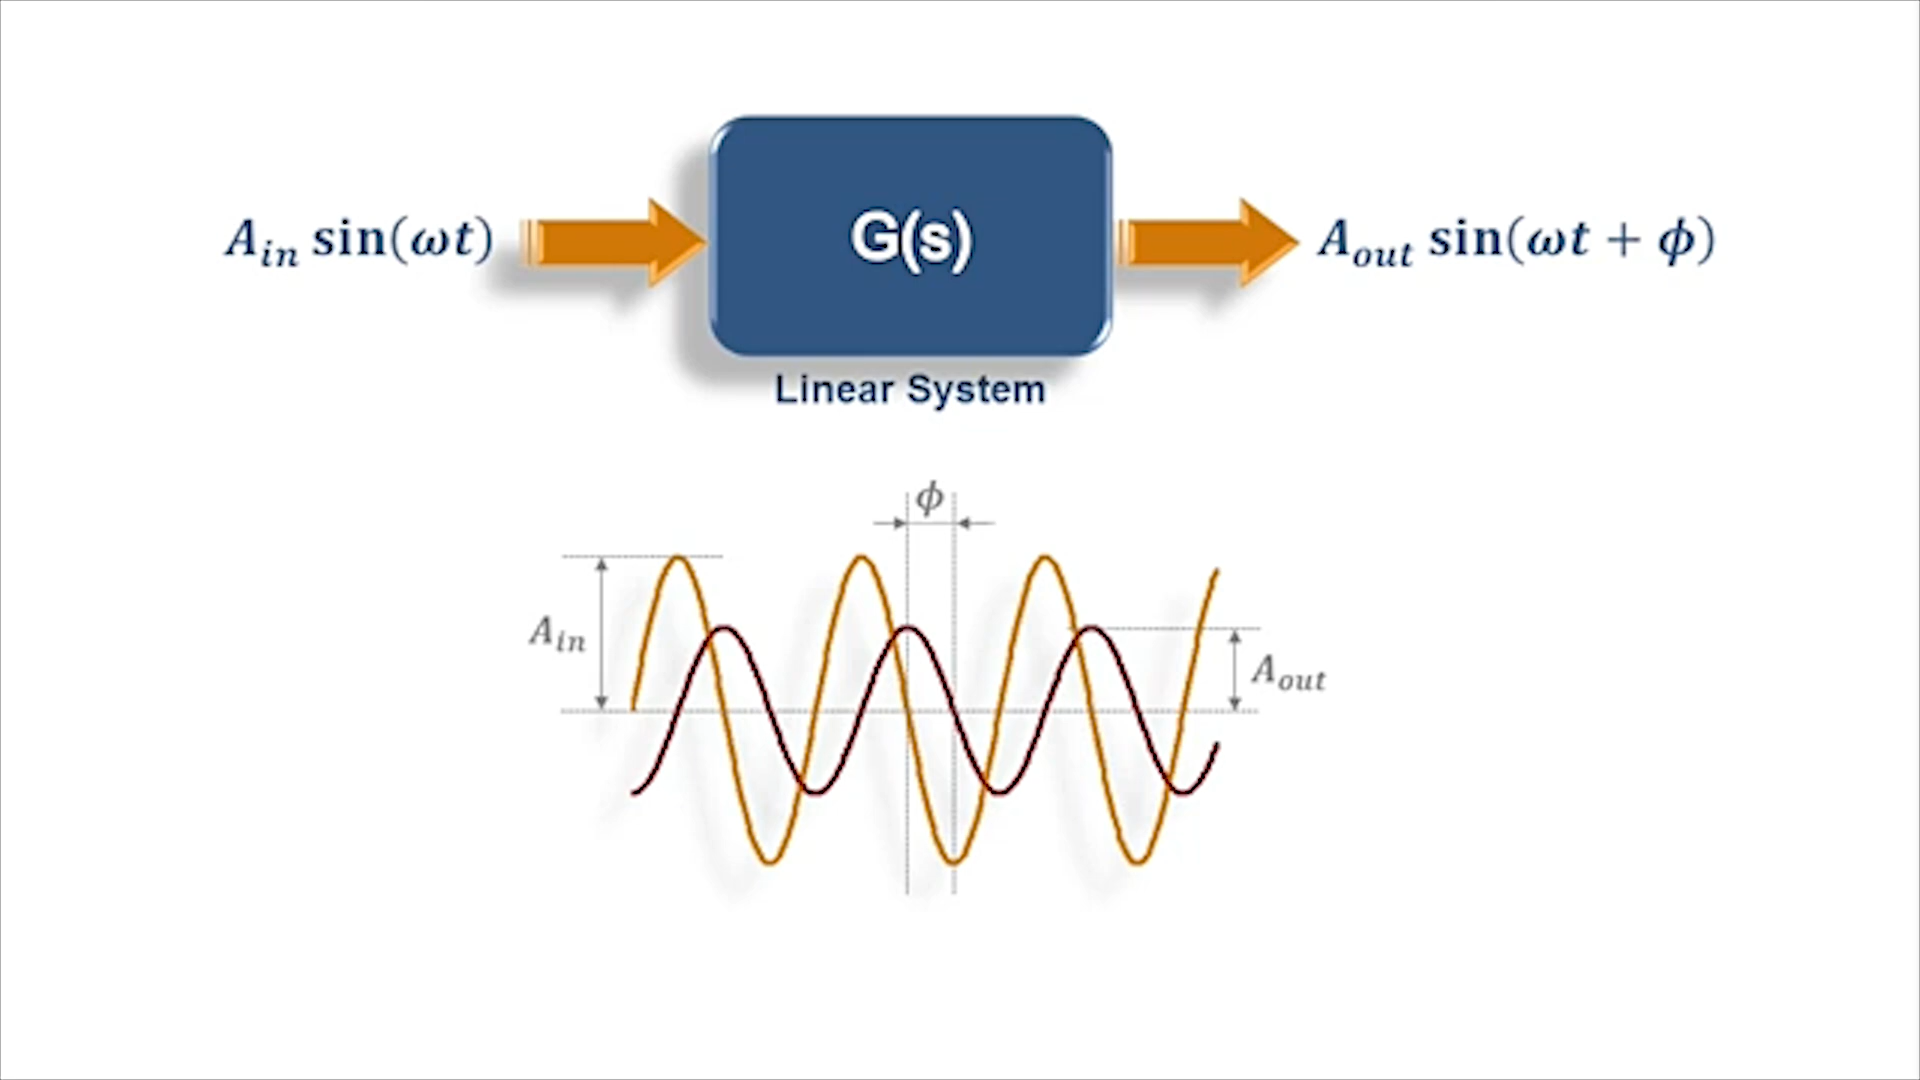 A_in sin(ωt)
G(s)
A_out sin(ωt + ϕ)
Linear System
ϕ
A_in
A_out